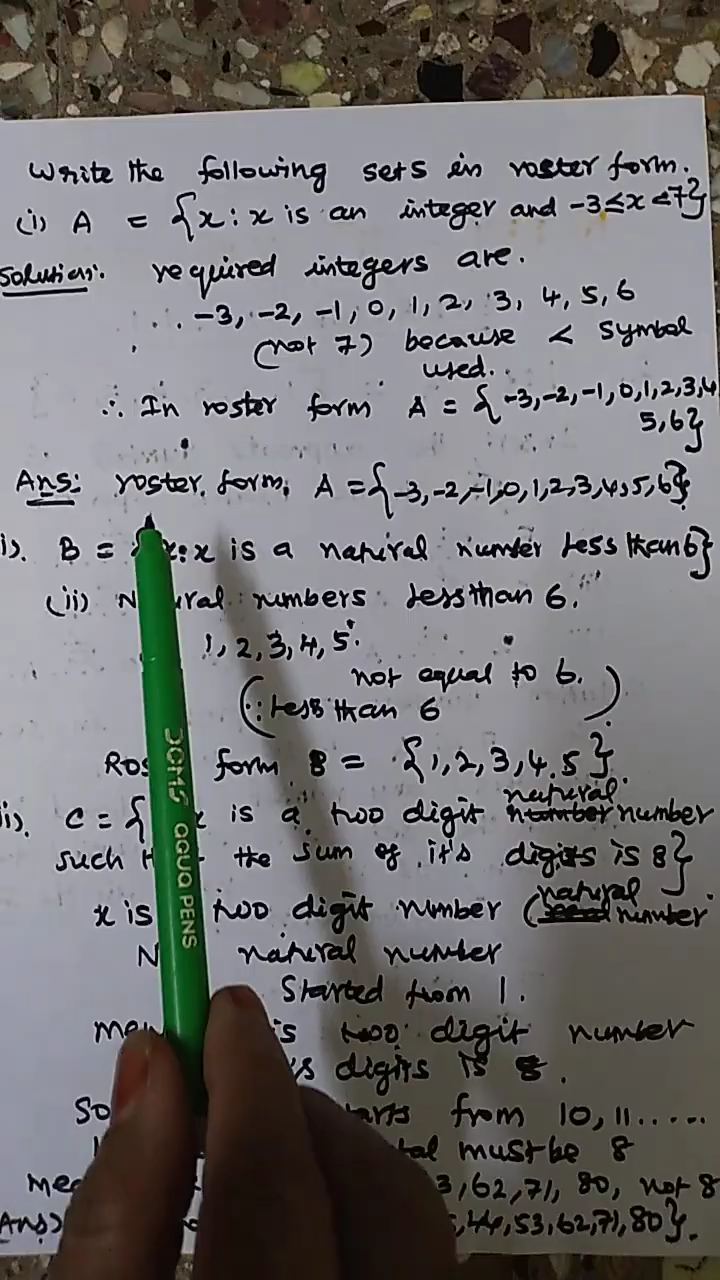 Write the following sets in roster form.
(i) A = {x : x is an integer and -3≤x<7}
Solution: required integers are.
-3, -2, -1, 0, 1, 2, 3, 4, 5, 6
(not 7) because < symbol
used.
∴ In roster form A = {-3,-2,-1,0,1,2,3,4
5,6}
Ans: roster form, A = {-3,-2,-1,0,1,2,3,4,5,6}
i). B = {x : x is a natural number less than 6}
(ii) numbers less than 6.
1, 2, 3, 4, 5.
not equal to 6.
(∵ less than 6)
form B = {1,2,3,4.5}
C = { is a two digit natural number
such the sum of it's digits is 8}
x is two digit number (natural number
natural number
Started from 1.
is two digit number
digits is 8.
So from 10, 11.....
must be 8
3, 62, 71, 80, not 8
Ans) ,44,53,62,71,80}.
DOMS AQUA PENS